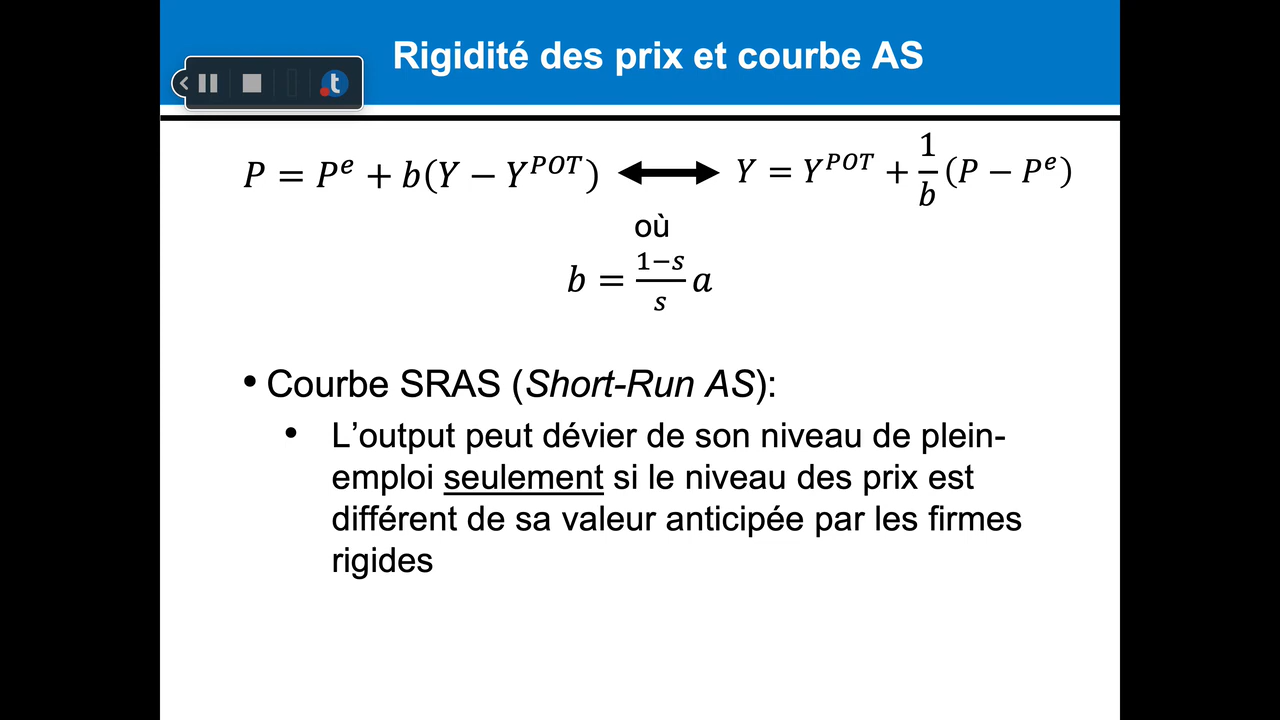 Rigidité des prix et courbe AS
t
P = P^e + b(Y − Y^{POT}) ⟷ Y = Y^{POT} + \frac{1}{b}(P − P^e)
où
b = \frac{1−s}{s} a
• Courbe SRAS (Short-Run AS):
• L’output peut dévier de son niveau de plein-
emploi seulement si le niveau des prix est
différent de sa valeur anticipée par les firmes
rigides